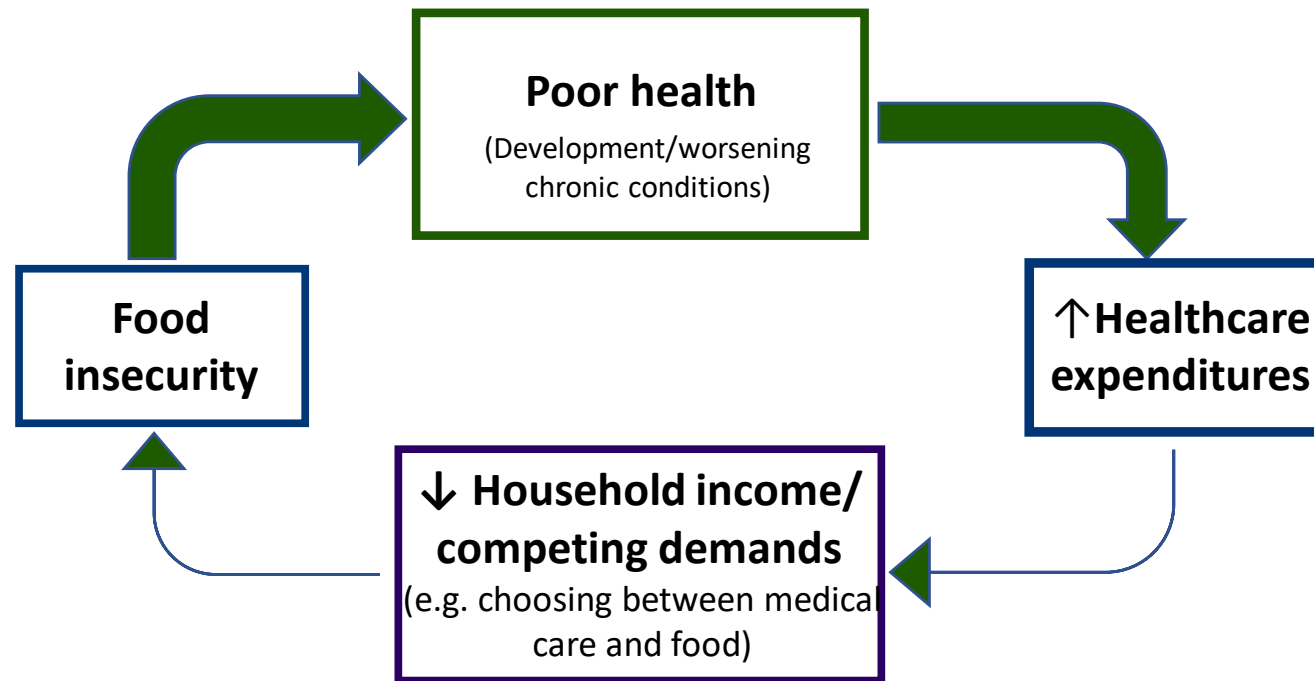 Poor health
(Development/worsening
chronic conditions)
Food
insecurity
↑Healthcare
expenditures
↓ Household income/
competing demands
(e.g. choosing between medical
care and food)